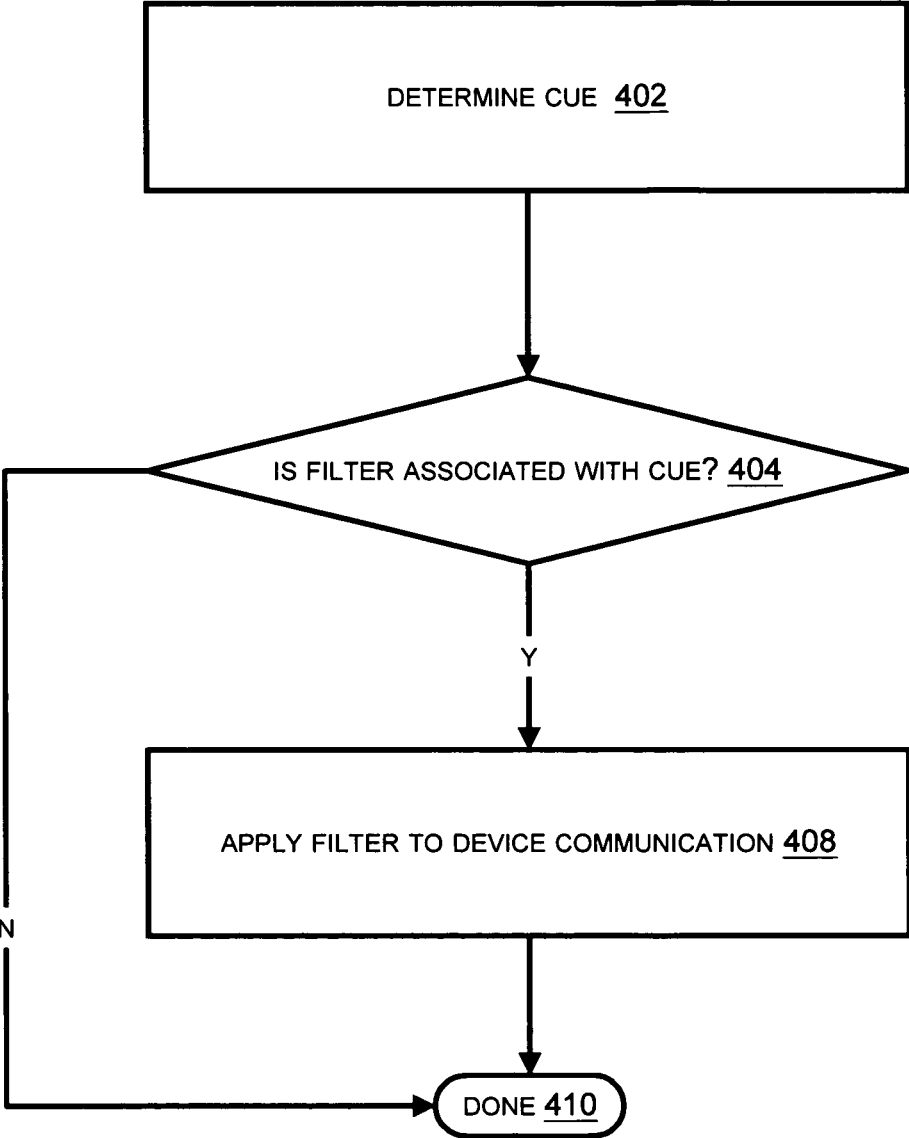 DETERMINE CUE 402
IS FILTER ASSOCIATED WITH CUE? 404
Y
APPLY FILTER TO DEVICE COMMUNICATION 408
N
DONE 410